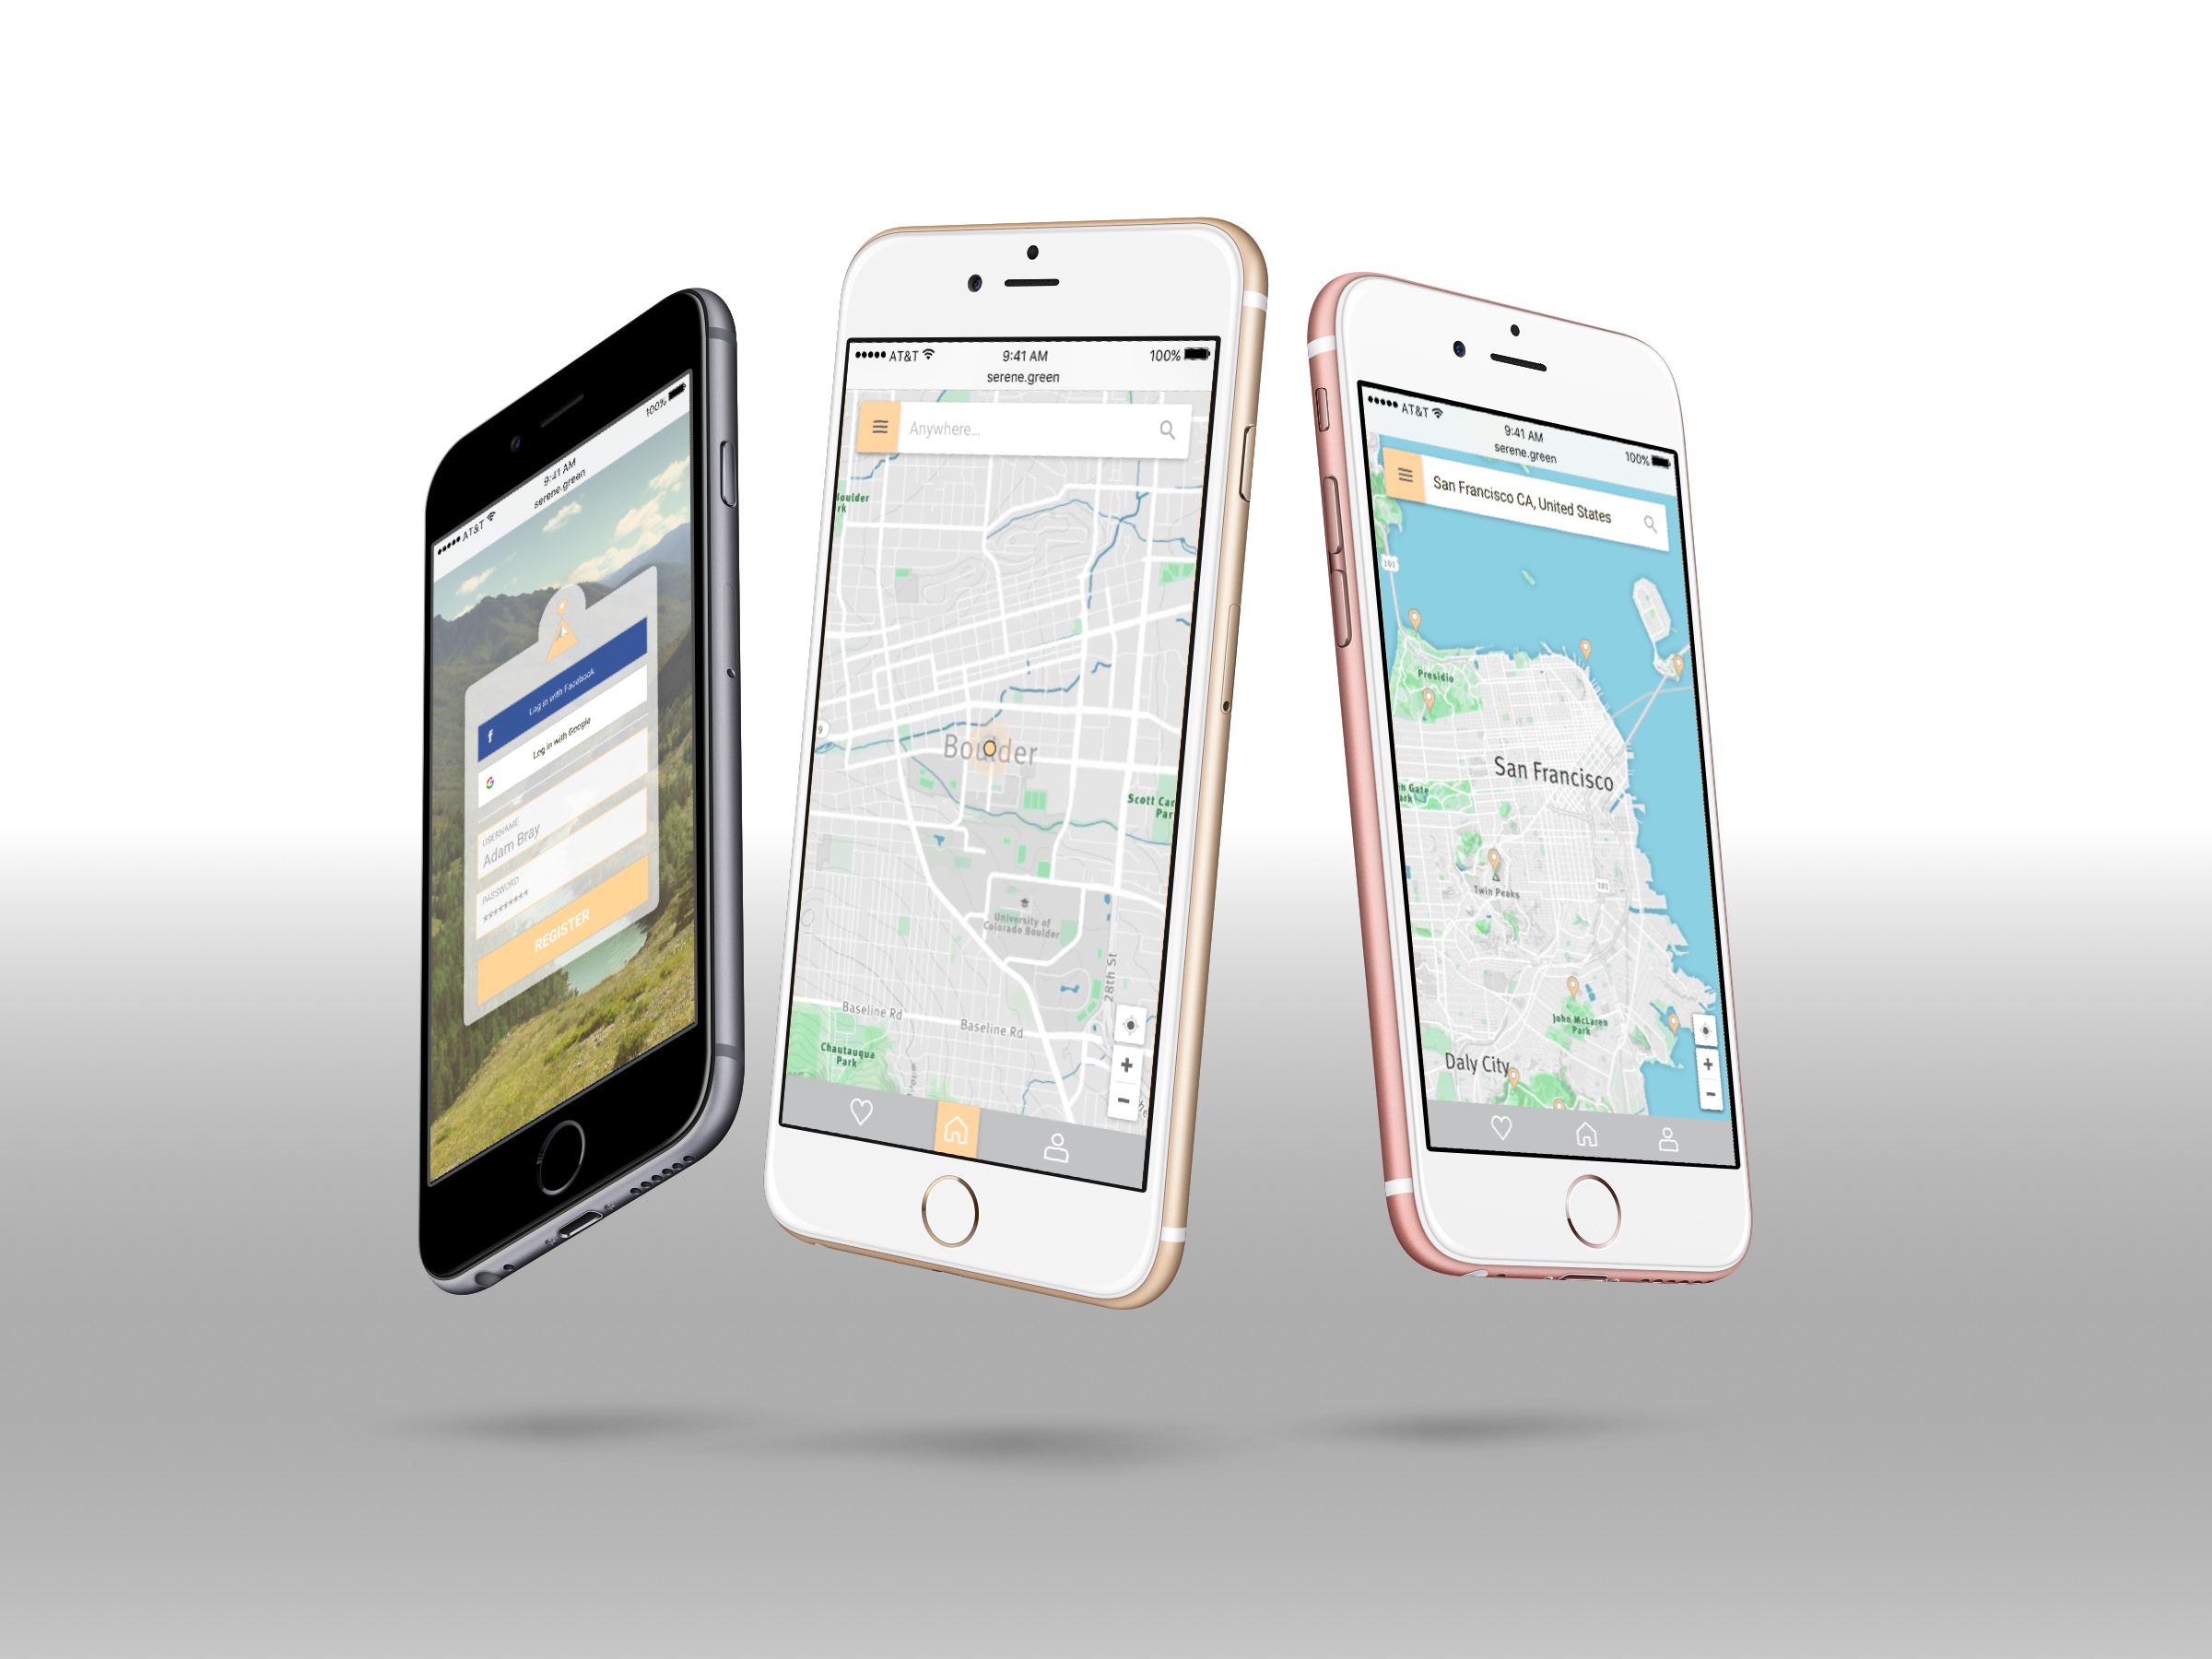 AT&T
9:41 AM
100%
serene.green
Log in with Facebook
Log in with Google
USERNAME
Adam Bray
PASSWORD
*********
REGISTER
AT&T
9:41 AM
100%
serene.green
Anywhere...
Boulder
Scott Car
Par
University of
Colorado Boulder
28th St
Baseline Rd
Baseline Rd
Chautauqua
Park
AT&T
9:41 AM
100%
serene.green
San Francisco CA, United States
101
Presidio
San Francisco
n Gate
ark
Twin Peaks
101
John McLaren
Park
Daly City